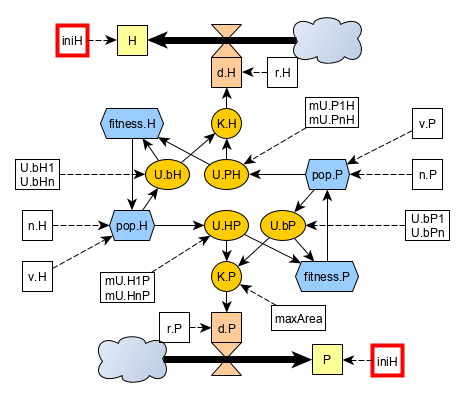 iniH
H
d.H
r.H
fitness.H
K.H
mU.P1H
mU.PnH
v.P
U.bH1
U.bHn
U.bH
U.PH
pop.P
n.P
n.H
pop.H
U.HP
U.bP
U.bP1
U.bPn
v.H
mU.H1P
mU.HnP
K.P
fitness.P
maxArea
r.P
d.P
P
iniH